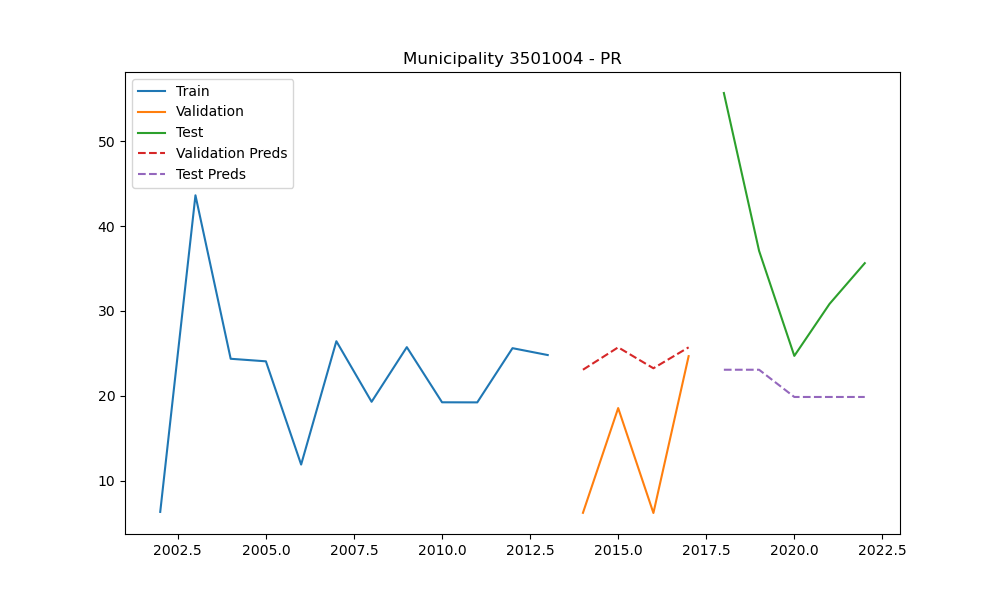 Municipality 3501004 - PR
Train
Validation
Test
Validation Preds
Test Preds
50
40
30
20
10
2002.5 2005.0 2007.5 2010.0 2012.5 2015.0 2017.5 2020.0 2022.5